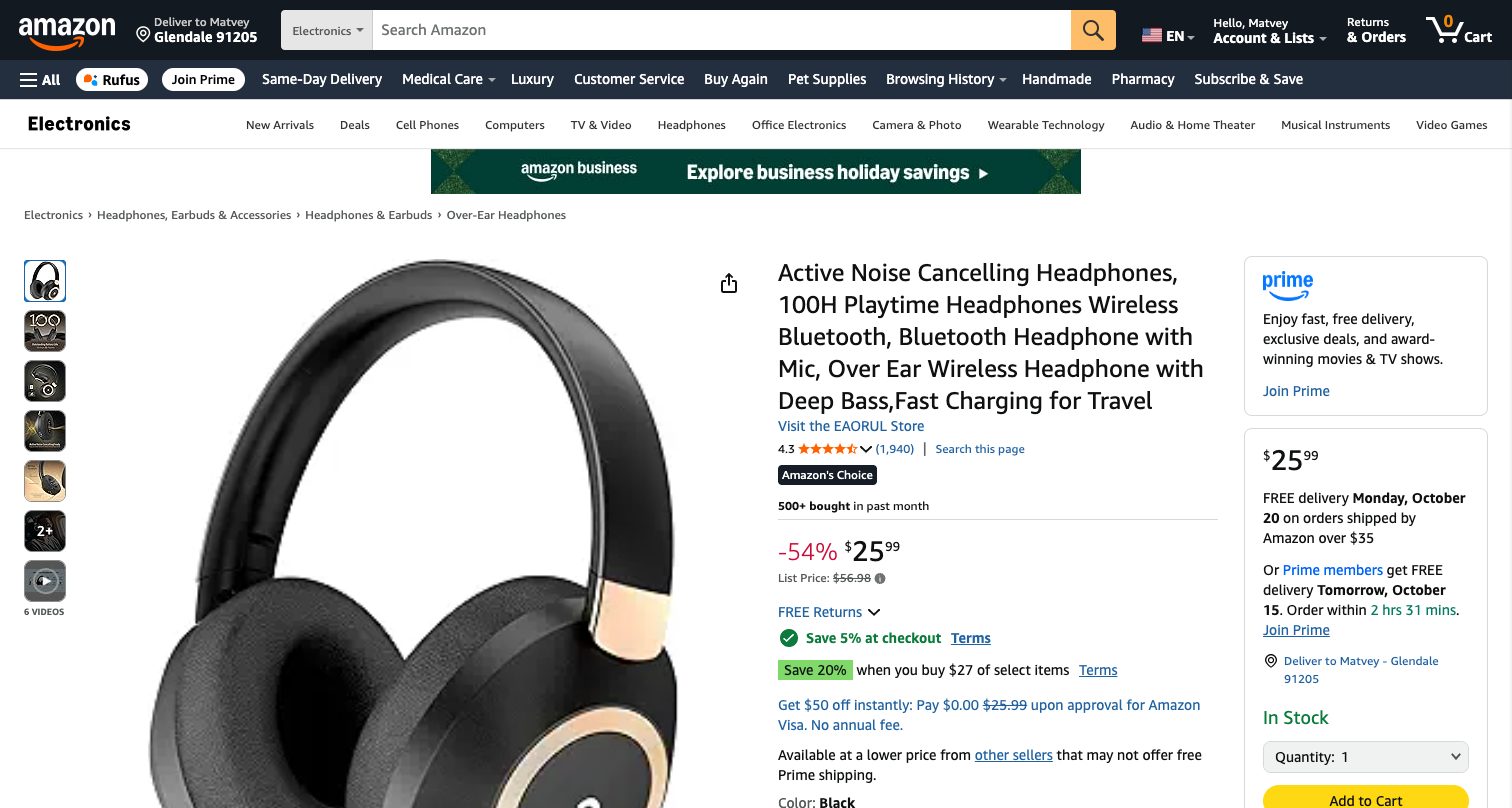 amazon
Deliver to Matvey
Glendale 91205
Electronics
Search Amazon
EN
Hello, Matvey
Account & Lists
Returns
& Orders
0
Cart
All
Rufus
Join Prime
Same-Day Delivery
Medical Care
Luxury
Customer Service
Buy Again
Pet Supplies
Browsing History
Handmade
Pharmacy
Subscribe & Save
Electronics
New Arrivals
Deals
Cell Phones
Computers
TV & Video
Headphones
Office Electronics
Camera & Photo
Wearable Technology
Audio & Home Theater
Musical Instruments
Video Games
amazon business
Explore business holiday savings
Electronics › Headphones, Earbuds & Accessories › Headphones & Earbuds › Over-Ear Headphones
100
2+
6 VIDEOS
Active Noise Cancelling Headphones,
100H Playtime Headphones Wireless
Bluetooth, Bluetooth Headphone with
Mic, Over Ear Wireless Headphone with
Deep Bass,Fast Charging for Travel
Visit the EAORUL Store
4.3 (1,940) | Search this page
Amazon's Choice
500+ bought in past month
-54% $25 99
List Price: $56.98
FREE Returns
Save 5% at checkout Terms
Save 20% when you buy $27 of select items Terms
Get $50 off instantly: Pay $0.00 $25.99 upon approval for Amazon
Visa. No annual fee.
Available at a lower price from other sellers that may not offer free
Prime shipping.
Color: Black
prime
Enjoy fast, free delivery,
exclusive deals, and award-
winning movies & TV shows.
Join Prime
$25 99
FREE delivery Monday, October
20 on orders shipped by
Amazon over $35
Or Prime members get FREE
delivery Tomorrow, October
15. Order within 2 hrs 31 mins.
Join Prime
Deliver to Matvey - Glendale
91205
In Stock
Quantity: 1
Add to Cart